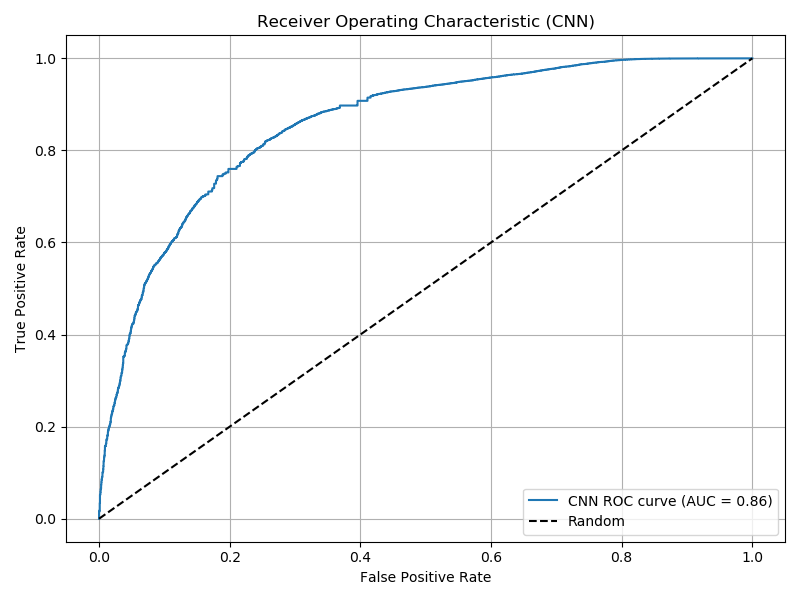 Receiver Operating Characteristic (CNN)
True Positive Rate
1.0
0.8
0.6
0.4
0.2
0.0
CNN ROC curve (AUC = 0.86)
Random
0.0 0.2 0.4 0.6 0.8 1.0
False Positive Rate